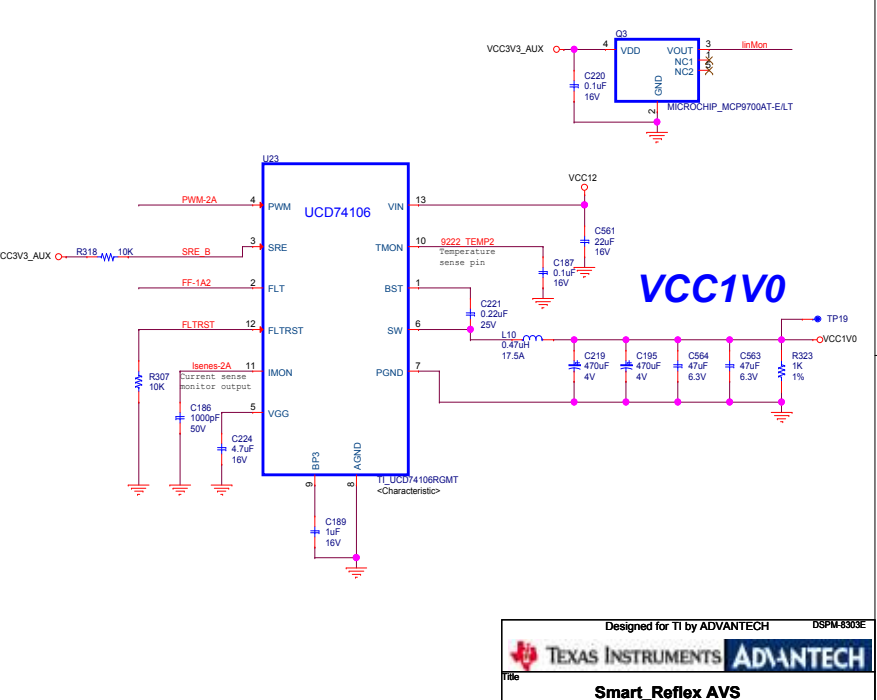 Q3
VCC3V3_AUX
4
VDD
VOUT
3
IinMon
NC1
NC2
GND
2
C220
0.1uF
16V
MICROCHIP_MCP9700AT-E/LT
U23
UCD74106
PWM-2A
4
PWM
VIN
13
VCC12
C561
22uF
16V
CC3V3_AUX
R318
10K
SRE_B
3
SRE
TMON
10
9222_TEMP2
Temperature
sense pin
C187
0.1uF
16V
FF-1A2
2
FLT
BST
1
C221
0.22uF
25V
VCC1V0
FLTRST
12
FLTRST
SW
6
L10
0.47uH
17.5A
TP19
VCC1V0
R307
10K
Isenes-2A
11
Current sense
monitor output
IMON
PGND
7
C219
470uF
4V
C195
470uF
4V
C564
47uF
6.3V
C563
47uF
6.3V
R323
1K
1%
C186
1000pF
50V
5
VGG
C224
4.7uF
16V
BP3
AGND
9
8
TI_UCD74106RGMT
<Characteristic>
C189
1uF
16V
Designed for TI by ADVANTECH
DSPM-8303E
TEXAS INSTRUMENTS
ADVANTECH
Title
Smart_Reflex AVS